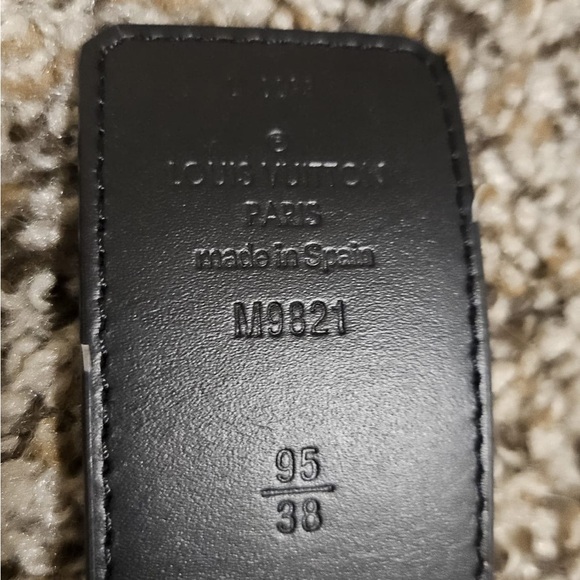 ®
LOUIS VUITTON
PARIS
made in Spain
M9821
95
38